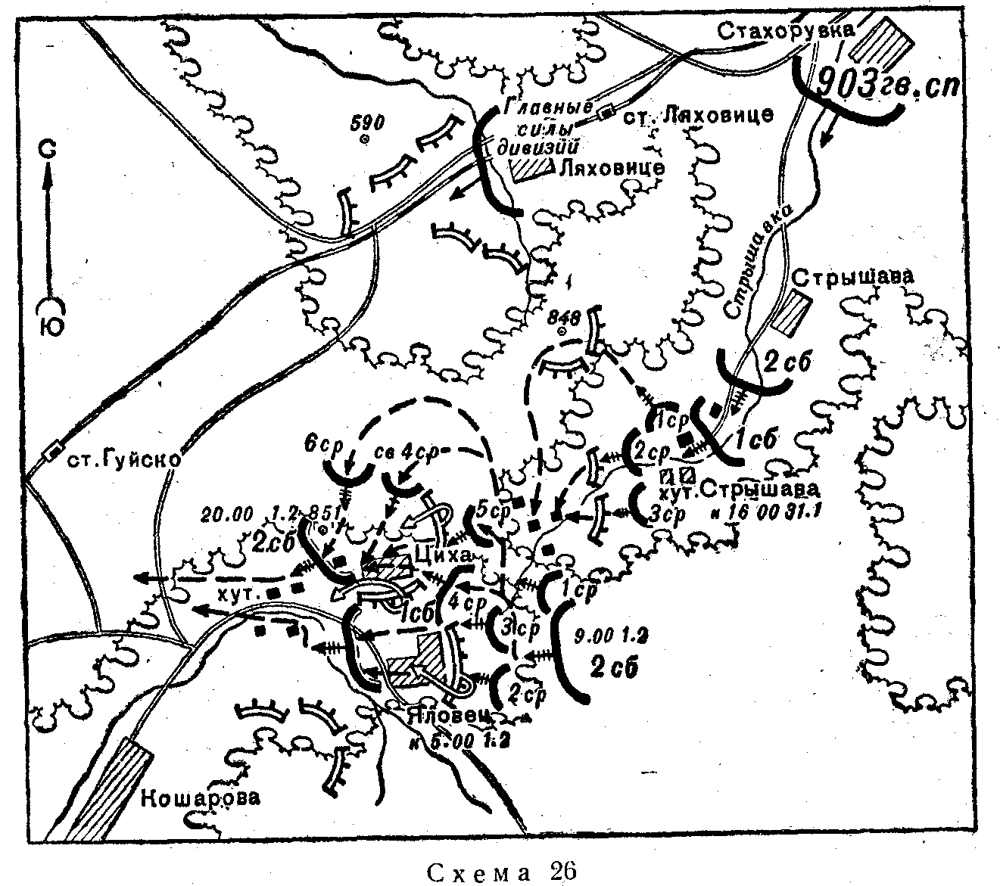 Стахорувка
903гв.сп
Главные
силы
дивизий
ст. Ляховице
Ляховице
590
С
Ю
Стрышавка
Стрышава
848
2сб
1ср
1сб
2ср
6ср
св 4ср
ст. Гуйско
хут. Стрышава
к 16 00 31.1
3ср
5ср
20.00 1.2
851
2сб
Циха
хут.
1ср
4ср
1сб
3ср
9.00 1.2
2сб
2ср
Яловец
к 5.00 1.2
Кошарова
Схема 26